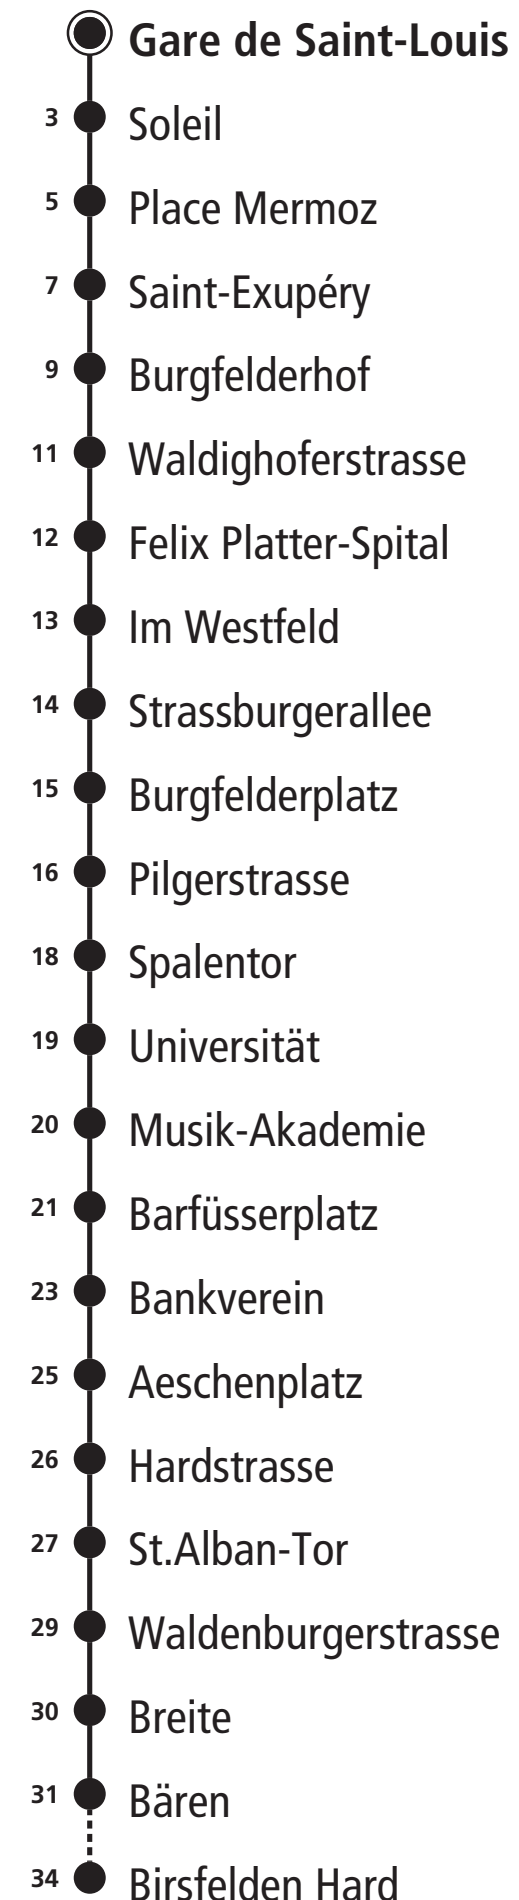 Gare de Saint-Louis
3 Soleil
5 Place Mermoz
7 Saint-Exupéry
9 Burgfelderhof
11 Waldighoferstrasse
12 Felix Platter-Spital
13 Im Westfeld
14 Strassburgerallee
15 Burgfelderplatz
16 Pilgerstrasse
18 Spalentor
19 Universität
20 Musik-Akademie
21 Barfüsserplatz
23 Bankverein
25 Aeschenplatz
26 Hardstrasse
27 St.Alban-Tor
29 Waldenburgerstrasse
30 Breite
31 Bären
34 Birsfelden Hard